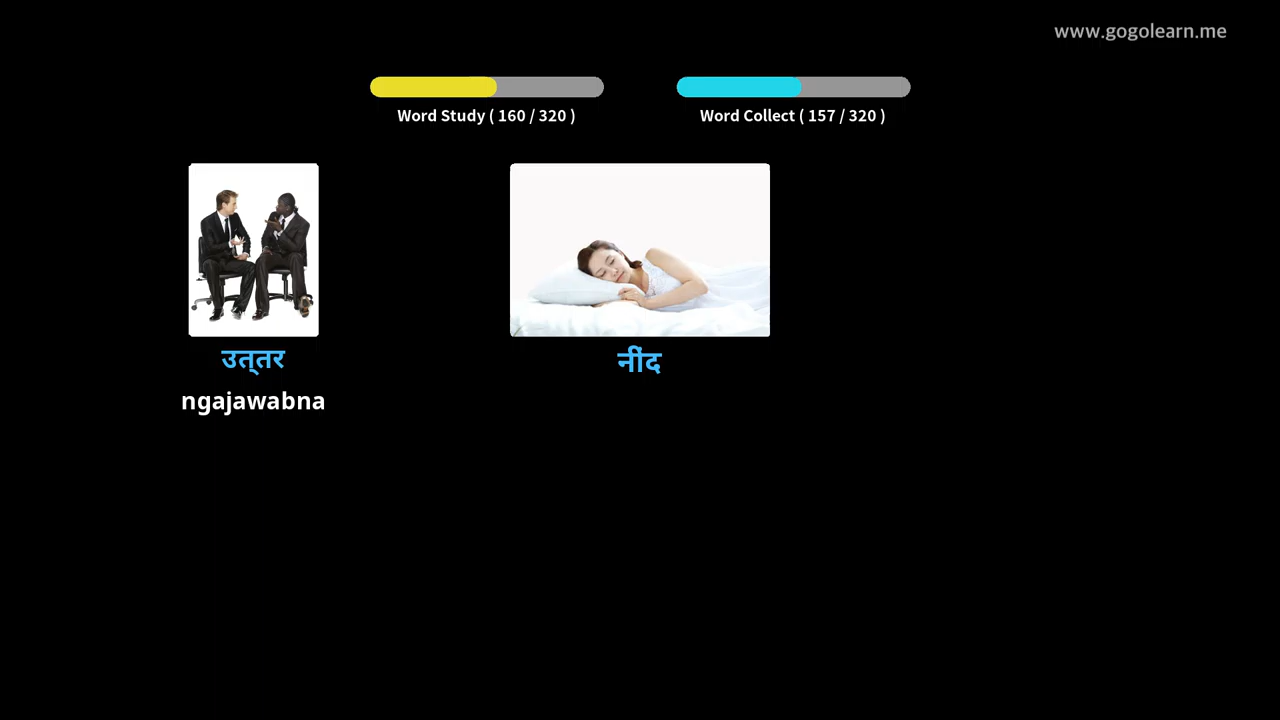 www.gogolearn.me
Word Study ( 160 / 320 )
Word Collect ( 157 / 320 )
उत्‌तर
नींद
ngajawabna